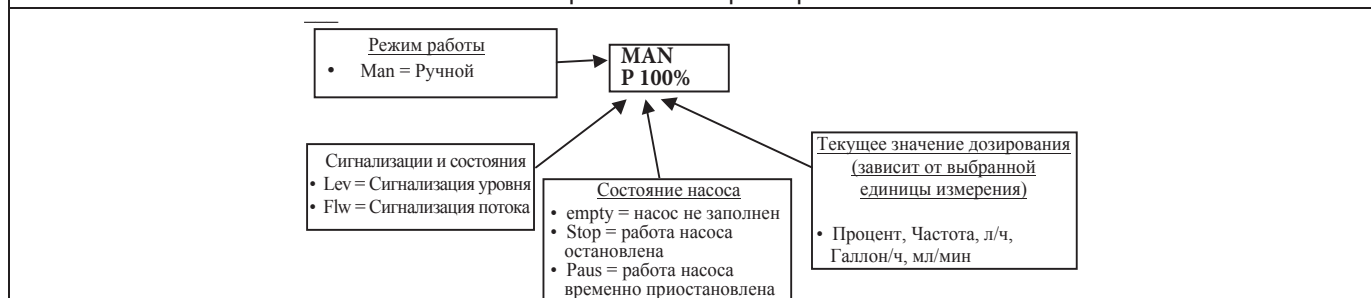 Режим работы
• Man = Ручной
MAN
P 100%
Сигнализации и состояния
• Lev = Сигнализация уровня
• Flw = Сигнализация потока
Состояние насоса
• empty = насос не заполнен
• Stop = работа насоса
остановлена
• Paus = работа насоса
временно приостановлена
Текущее значение дозирования
(зависит от выбранной
единицы измерения)
• Процент, Частота, л/ч,
Галлон/ч, мл/мин